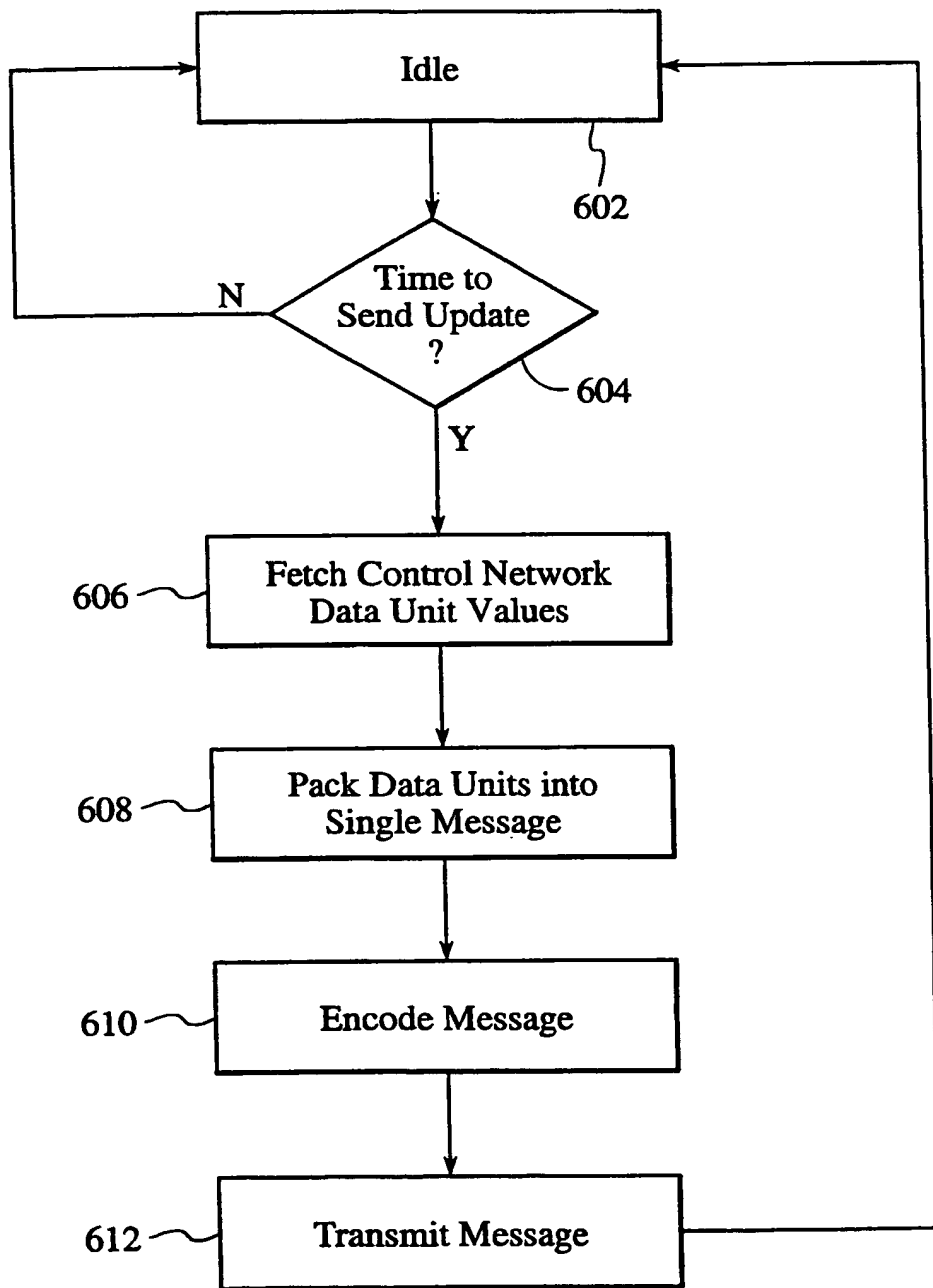 Idle
602
Time to
Send Update
?
N
604
Y
Fetch Control Network
Data Unit Values
606
Pack Data Units into
Single Message
608
Encode Message
610
Transmit Message
612